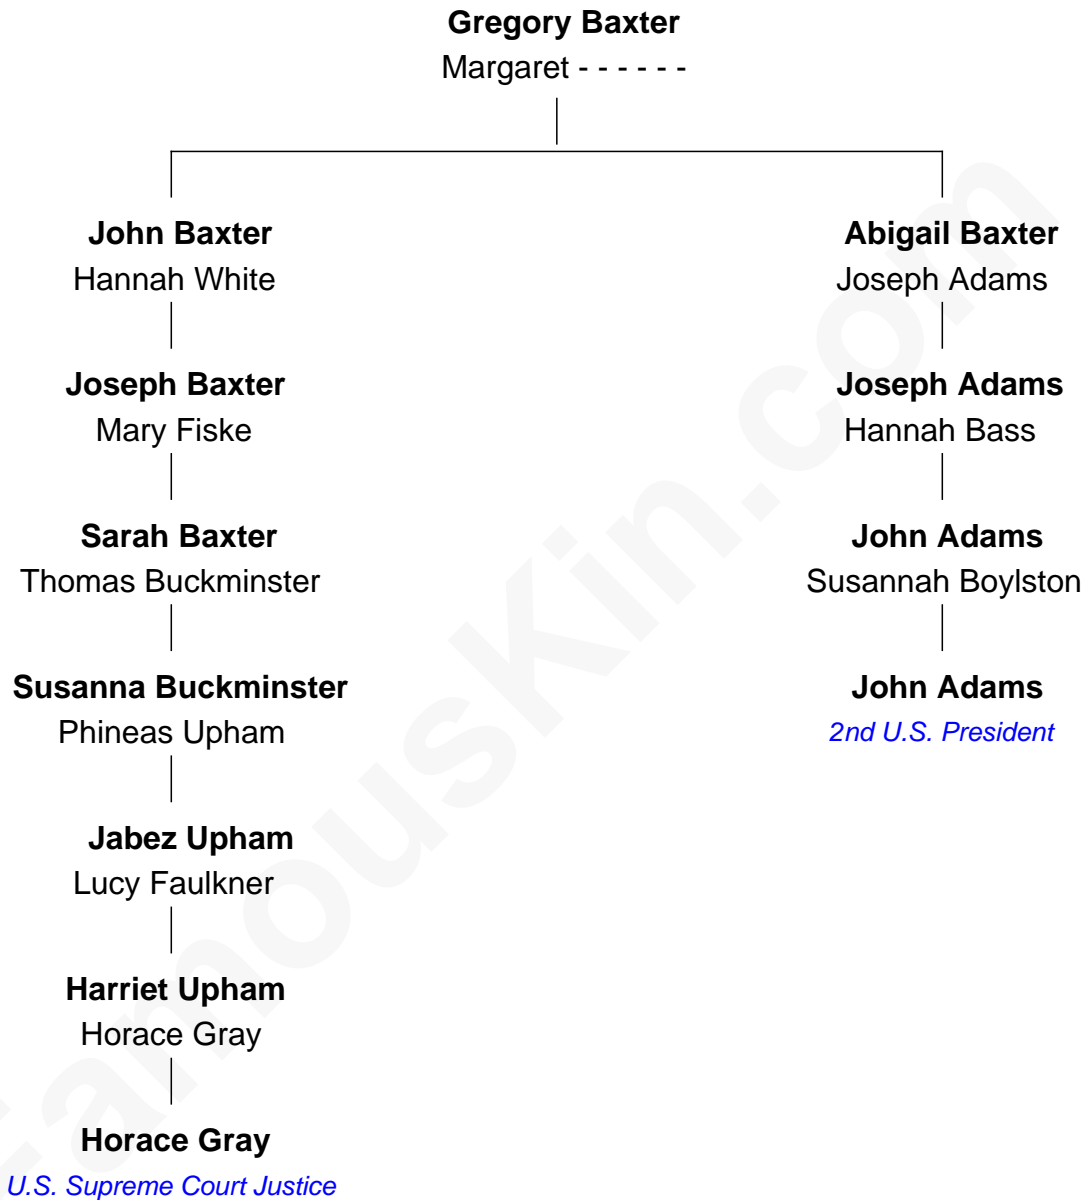 Gregory Baxter
Margaret - - - - - -
John Baxter
Hannah White
Abigail Baxter
Joseph Adams
Joseph Baxter
Mary Fiske
Joseph Adams
Hannah Bass
Sarah Baxter
Thomas Buckminster
John Adams
Susannah Boylston
Susanna Buckminster
Phineas Upham
John Adams
2nd U.S. President
Jabez Upham
Lucy Faulkner
Harriet Upham
Horace Gray
Horace Gray
U.S. Supreme Court Justice
FamousKin.com